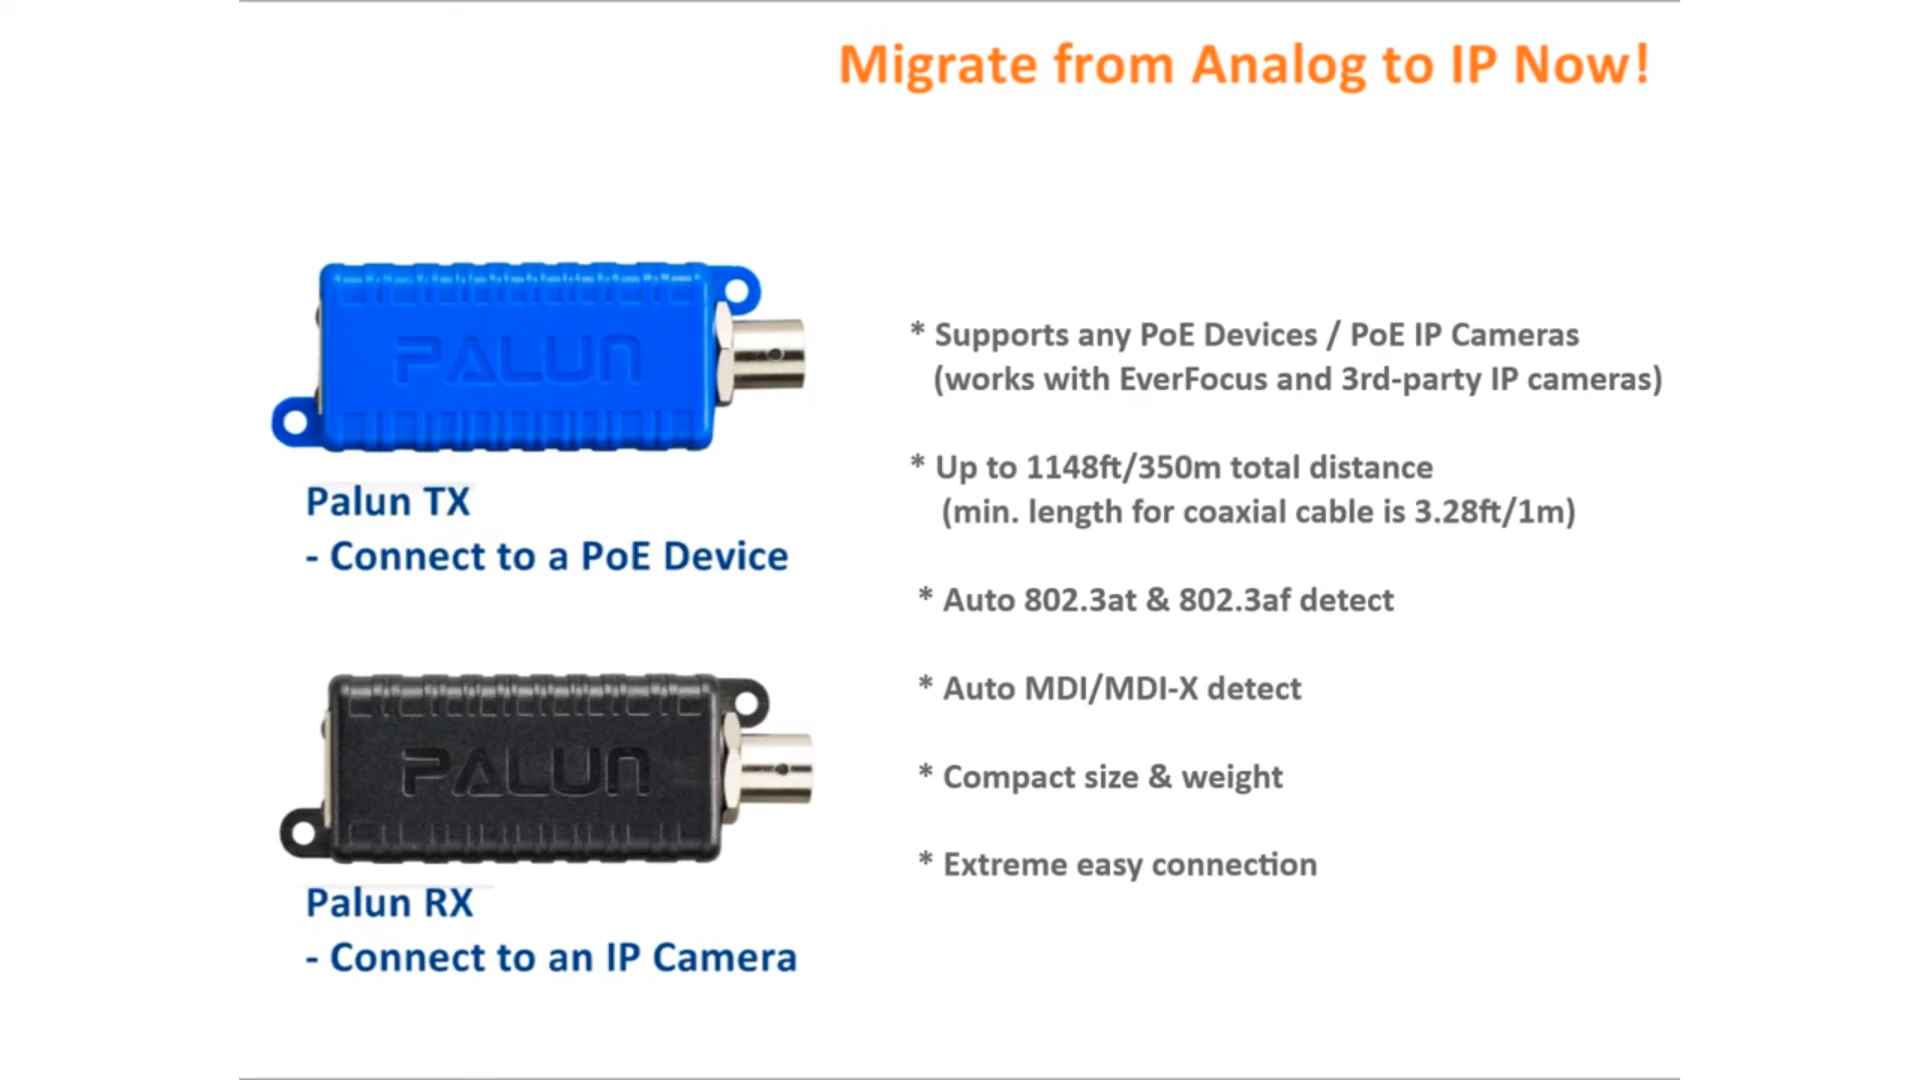 Migrate from Analog to IP Now!
PALUN
Palun TX
- Connect to a PoE Device
PALUN
Palun RX
- Connect to an IP Camera
* Supports any PoE Devices / PoE IP Cameras
(works with EverFocus and 3rd-party IP cameras)
* Up to 1148ft/350m total distance
(min. length for coaxial cable is 3.28ft/1m)
* Auto 802.3at & 802.3af detect
* Auto MDI/MDI-X detect
* Compact size & weight
* Extreme easy connection